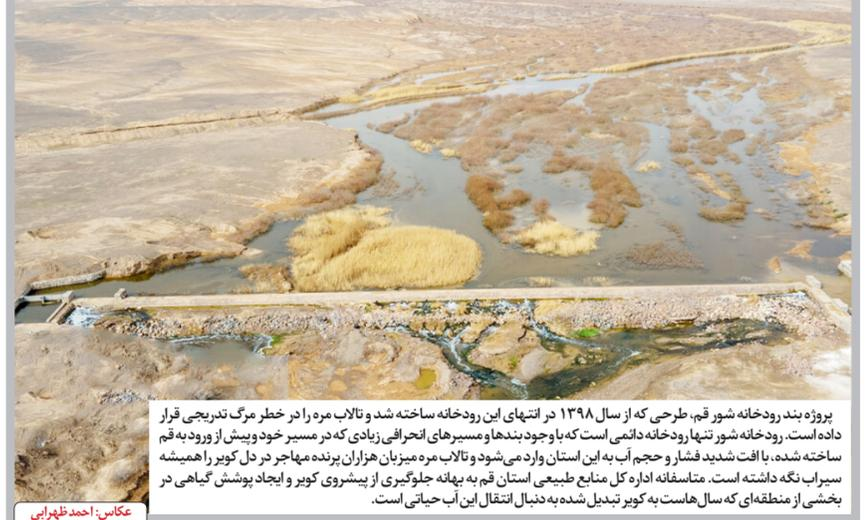 پروژه بند رودخانه شور قم، طرحی که از سال ۱۳۹۸ در انتهای این رودخانه ساخته شد و تالاب مره را در خطر مرگ تدریجی قرار
داده است. رودخانه شور تنها رودخانه دائمی است که با وجود بندها و مسیرهای انحرافی زیادی که در مسیر خود و پیش از ورود به قم
ساخته شده، با افت شدید فشار و حجم آب به این استان وارد می‌شود و تالاب مره میزبان هزاران پرنده مهاجر در دل کویر را همیشه
سیراب نگه داشته است. متاسفانه اداره کل منابع طبیعی استان قم به بهانه جلوگیری از پیشروی کویر و ایجاد پوشش گیاهی در
بخشی از منطقه‌ای که سال‌هاست به کویر تبدیل شده به دنبال انتقال این آب حیاتی است.
عکاس: احمد ظهرابی